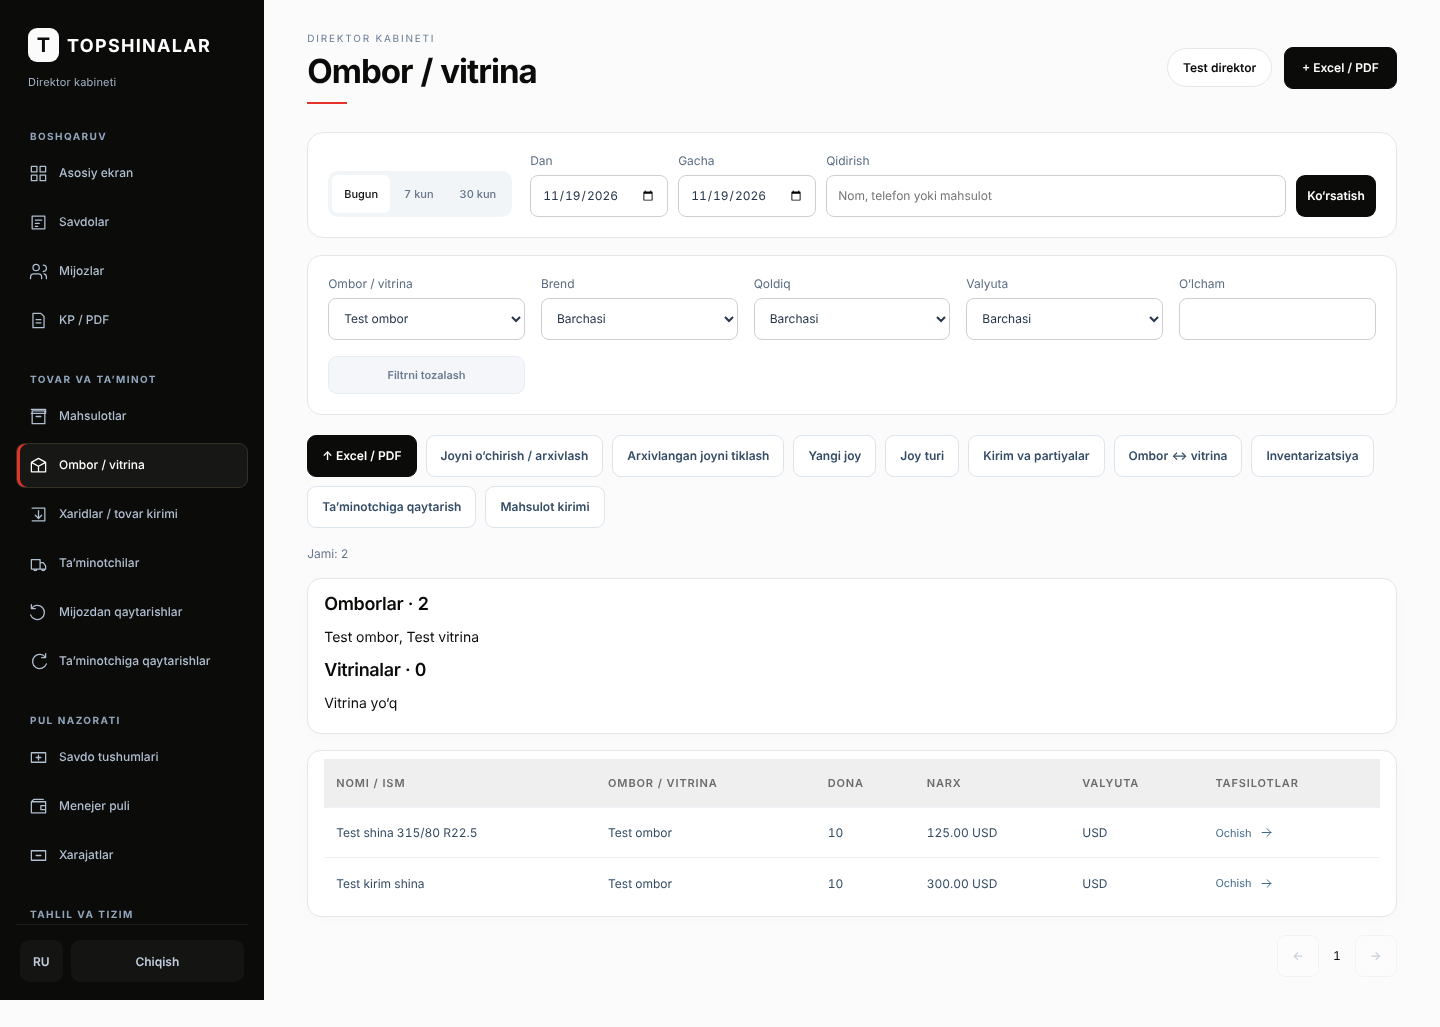 T TOPSHINALAR
Direktor kabineti
BOSHQARUV
Asosiy ekran
Savdolar
Mijozlar
KP / PDF
TOVAR VA TA‘MINOT
Mahsulotlar
Ombor / vitrina
Xaridlar / tovar kirimi
Ta‘minotchilar
Mijozdan qaytarishlar
Ta‘minotchiga qaytarishlar
PUL NAZORATI
Savdo tushumlari
Menejer puli
Xarajatlar
TAHLIL VA TIZIM
RU
Chiqish
DIREKTOR KABINETI
Ombor / vitrina
Test direktor
+ Excel / PDF
Bugun 7 kun 30 kun
Dan
11/19/2026
Gacha
11/19/2026
Qidirish
Nom, telefon yoki mahsulot
Ko‘rsatish
Ombor / vitrina
Test ombor
Brend
Barchasi
Qoldiq
Barchasi
Valyuta
Barchasi
O‘lcham
Filtrni tozalash
↑ Excel / PDF
Joyni o‘chirish / arxivlash
Arxivlangan joyni tiklash
Yangi joy
Joy turi
Kirim va partiyalar
Ombor ↔ vitrina
Inventarizatsiya
Ta‘minotchiga qaytarish
Mahsulot kirimi
Jami: 2
Omborlar · 2
Test ombor, Test vitrina
Vitrinalar · 0
Vitrina yo‘q
NOMI / ISM OMBOR / VITRINA DONA NARX VALYUTA TAFSILOTLAR
Test shina 315/80 R22.5 Test ombor 10 125.00 USD USD Ochish →
Test kirim shina Test ombor 10 300.00 USD USD Ochish →
← 1 →